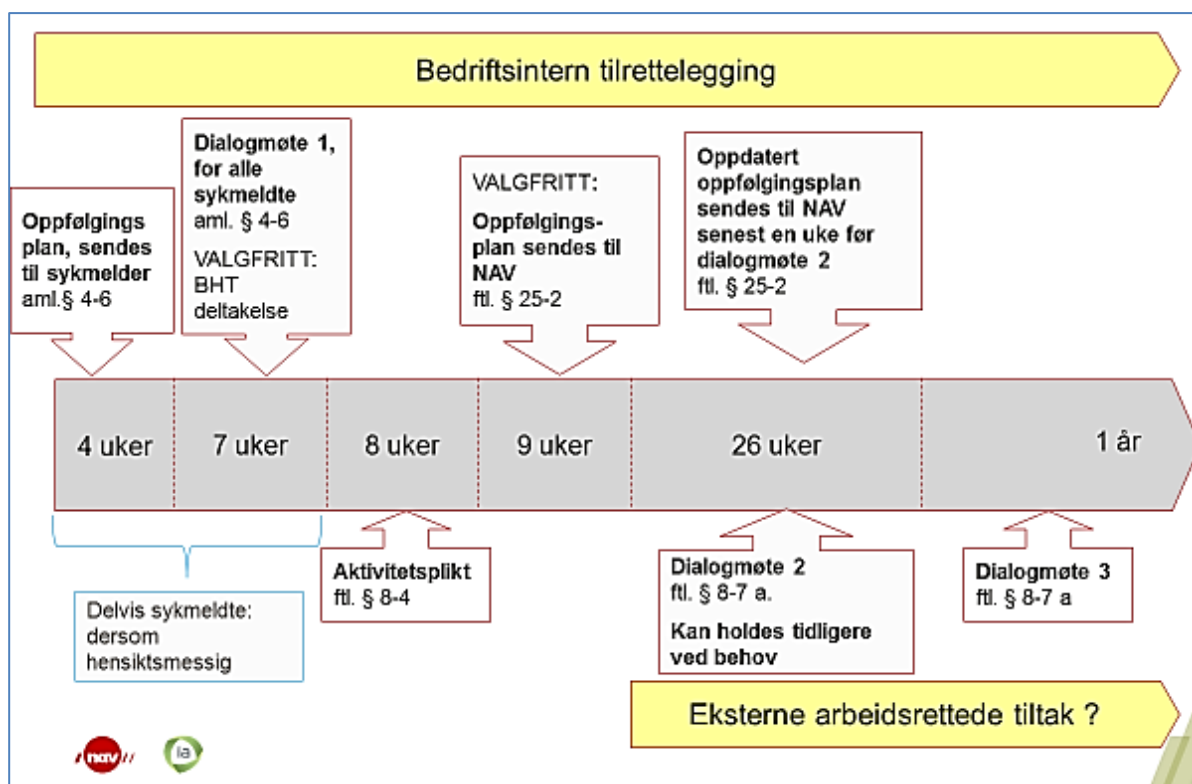 Bedriftsintern tilrettelegging
Oppfølgings
plan, sendes
til sykmelder
aml.§ 4-6
Dialogmøte 1,
for alle
sykmeldte
aml. § 4-6
VALGFRITT:
BHT
deltakelse
VALGFRITT:
Oppfølgings-
plan sendes til
NAV
ftl. § 25-2
Oppdatert
oppfølgingsplan
sendes til NAV
senest en uke før
dialogmøte 2
ftl. § 25-2
4 uker
7 uker
8 uker
9 uker
26 uker
1 år
Delvis sykmeldte:
dersom
hensiktsmessig
Aktivitetsplikt
ftl. § 8-4
Dialogmøte 2
ftl. § 8-7 a.
Kan holdes tidligere
ved behov
Dialogmøte 3
ftl. § 8-7 a
Eksterne arbeidsrettede tiltak ?
nav
ia